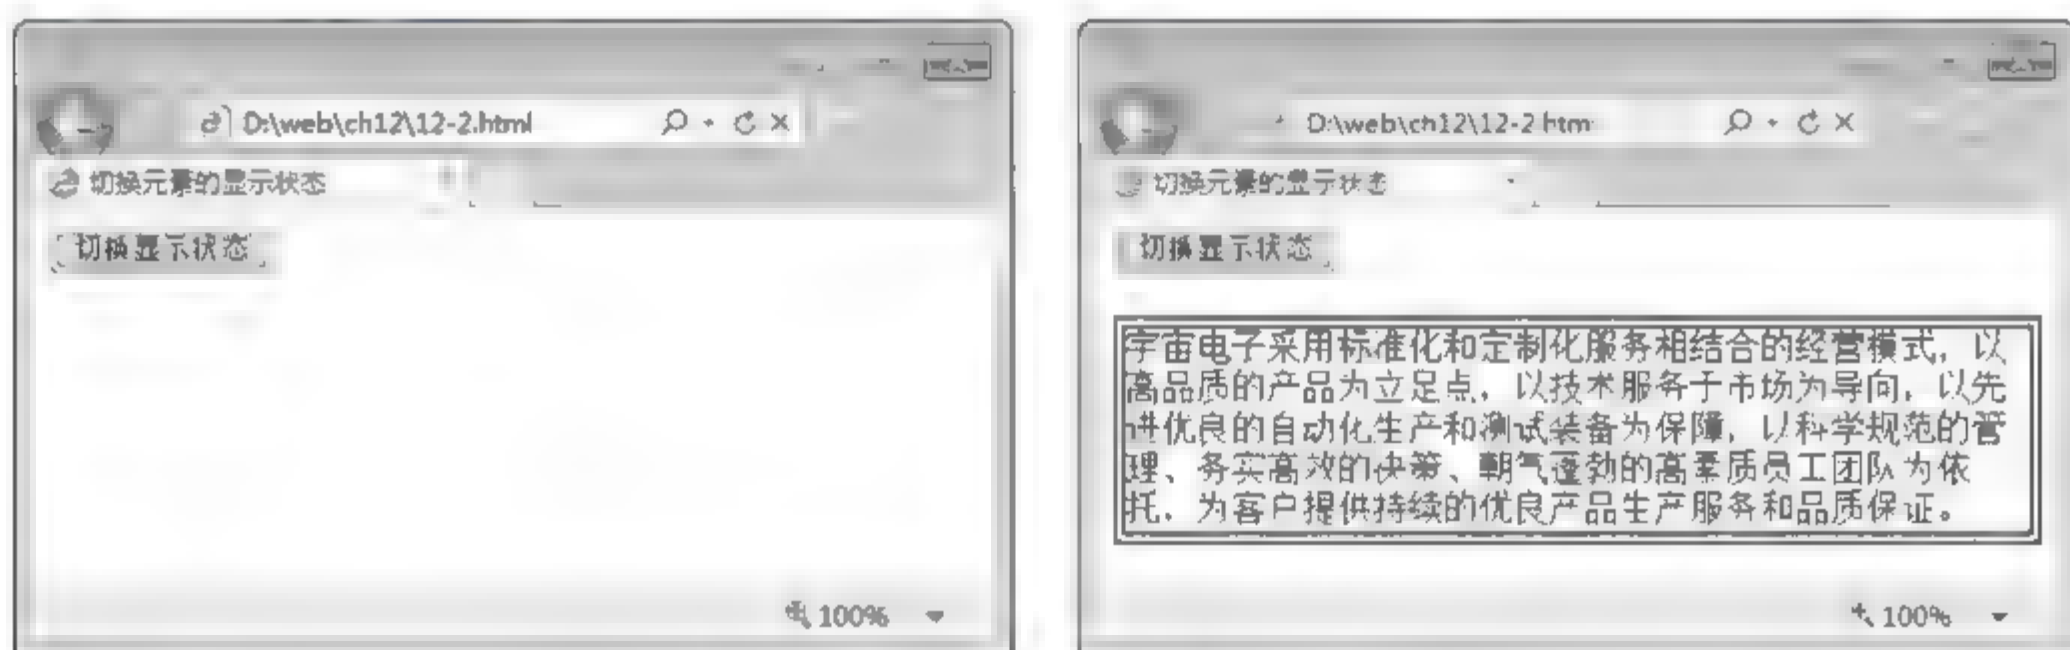 D:\web\ch12\12-2.html
切换元素的显示状态
切换显示状态
100%
D:\web\ch12\12-2.htm
切换元素的显示状态
切换显示状态
宇宙电子采用标准化和定制化服务相结合的经营模式，以
高品质的产品为立足点，以技术服务于市场为导向，以先
进优良的自动化生产和测试装备为保障，以科学规范的管
理、务实高效的决策、朝气蓬勃的高素质员工团队为依
托，为客户提供持续的优良产品生产服务和品质保证。
100%